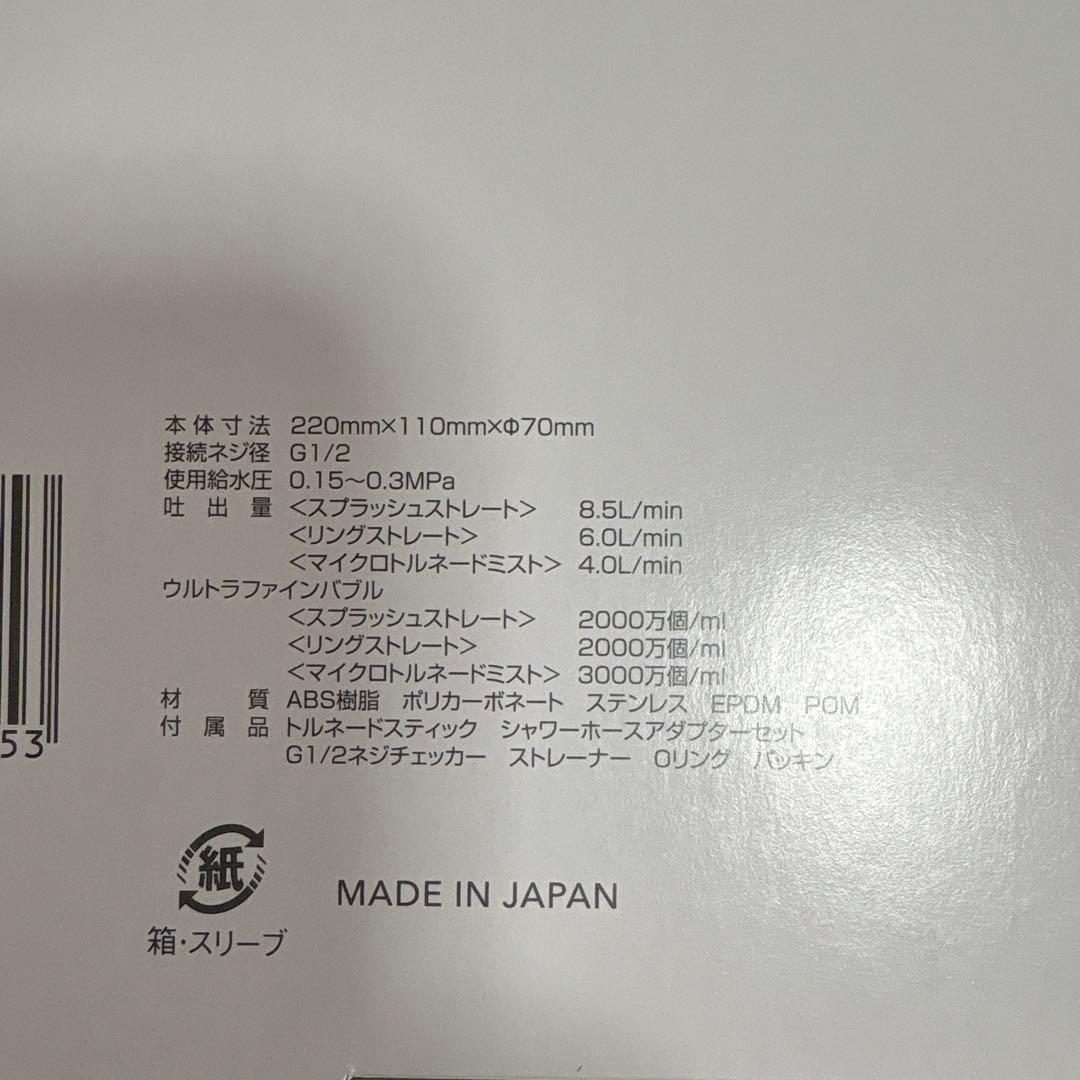 本体寸法 220mm×110mm×Φ70mm
接続ネジ径 G1/2
使用給水圧 0.15～0.3MPa
吐出量 <スプラッシュストレート> 8.5L/min
<リングストレート> 6.0L/min
<マイクロトルネードミスト> 4.0L/min
ウルトラファインバブル
<スプラッシュストレート> 2000万個/ml
<リングストレート> 2000万個/ml
<マイクロトルネードミスト> 3000万個/ml
材質 ABS樹脂 ポリカーボネート ステンレス EPDM POM
付属品 トルネードスティック シャワーホースアダプターセット
G1/2ネジチェッカー ストレーナー Oリング パッキン
53
紙
MADE IN JAPAN
箱・スリーブ